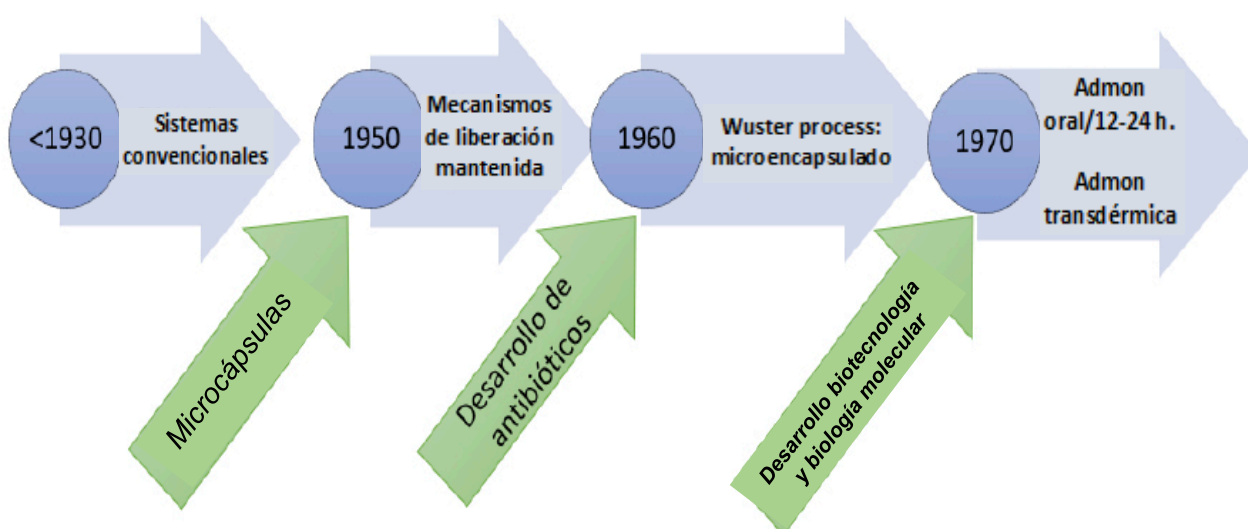 <1930
Sistemas
convencionales
1950
Mecanismos
de liberación
mantenida
1960
Wuster process:
microencapsulado
1970
Admon
oral/12-24 h.
Admon
transdérmica
Microcápsulas
Desarrollo de
antibióticos
Desarrollo biotecnología
y biología molecular